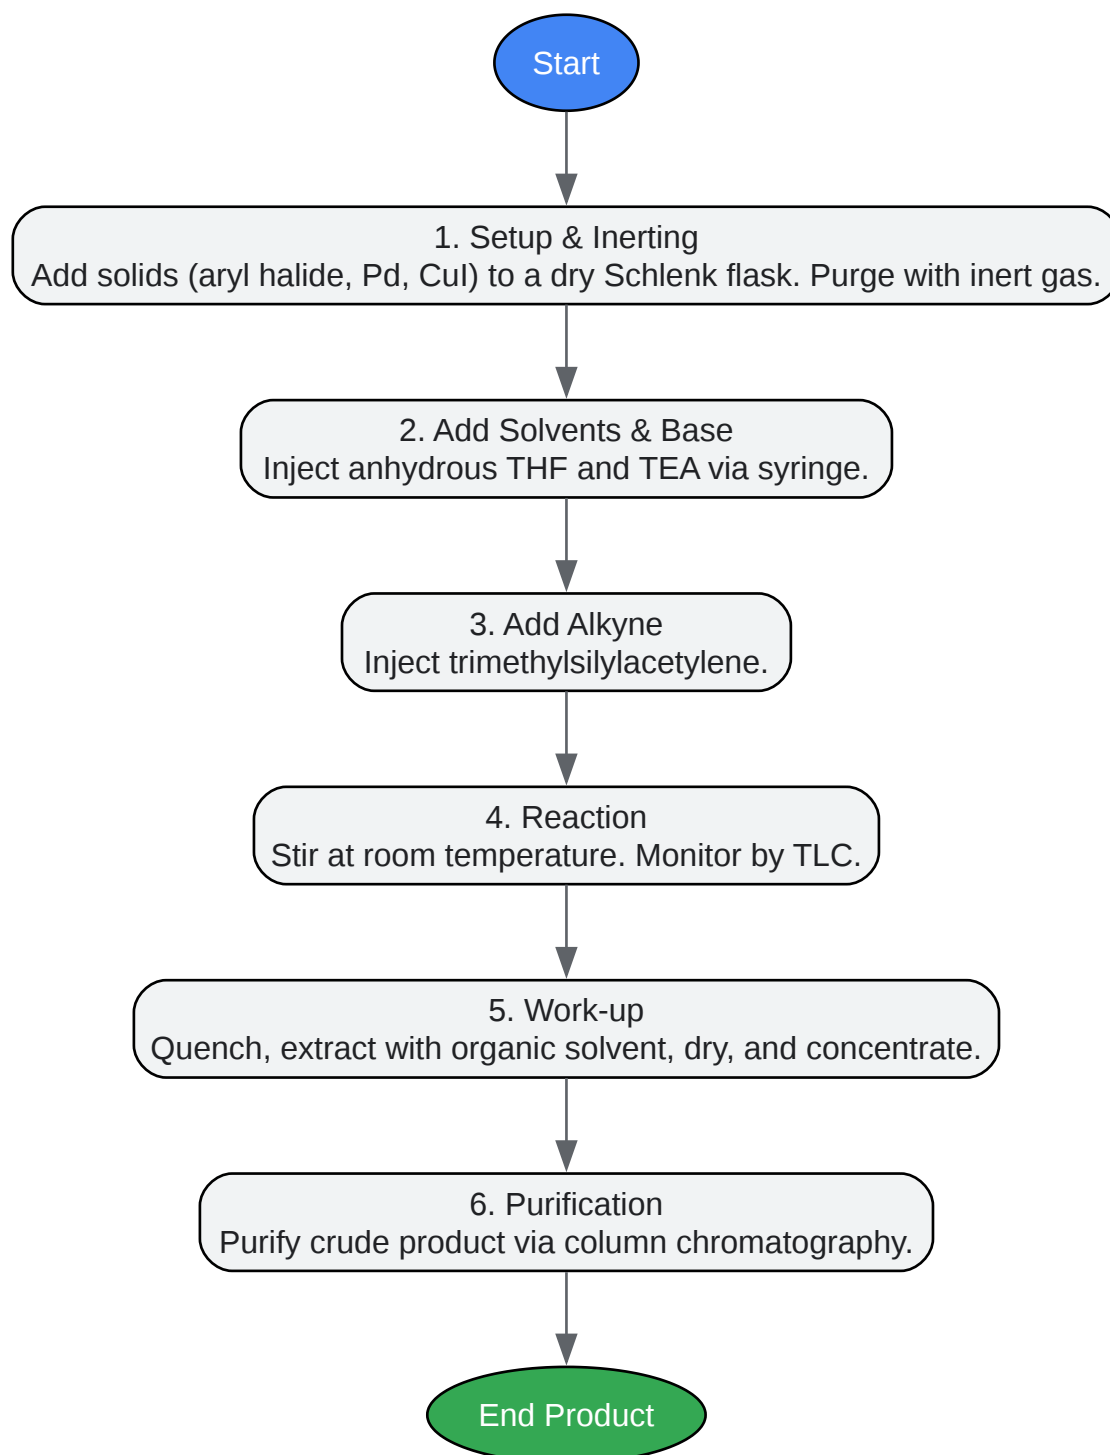 Start
1. Setup & Inerting
Add solids (aryl halide, Pd, CuI) to a dry Schlenk flask. Purge with inert gas.
2. Add Solvents & Base
Inject anhydrous THF and TEA via syringe.
3. Add Alkyne
Inject trimethylsilylacetylene.
4. Reaction
Stir at room temperature. Monitor by TLC.
5. Work-up
Quench, extract with organic solvent, dry, and concentrate.
6. Purification
Purify crude product via column chromatography.
End Product